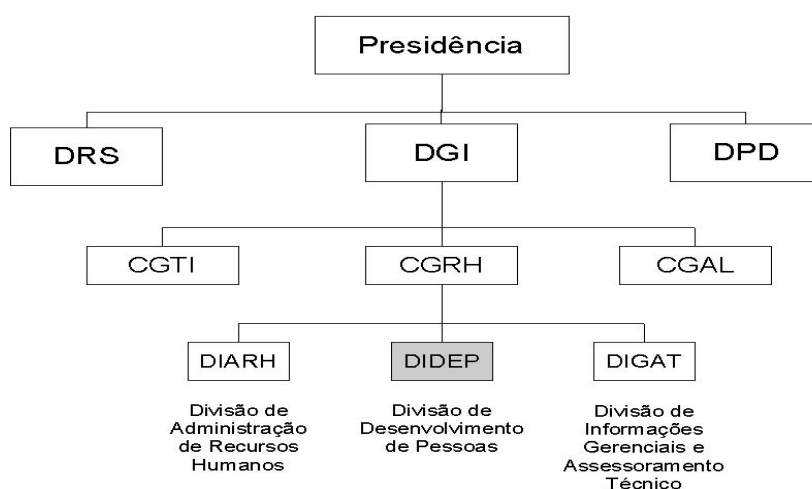 Presidência
DRS
DGI
DPD
CGTI
CGRH
CGAL
DIARH
DIDEP
DIGAT
Divisão de
Administração
de Recursos
Humanos
Divisão de
Desenvolvimento
de Pessoas
Divisão de
Informações
Gerenciais e
Assessoramento
Técnico